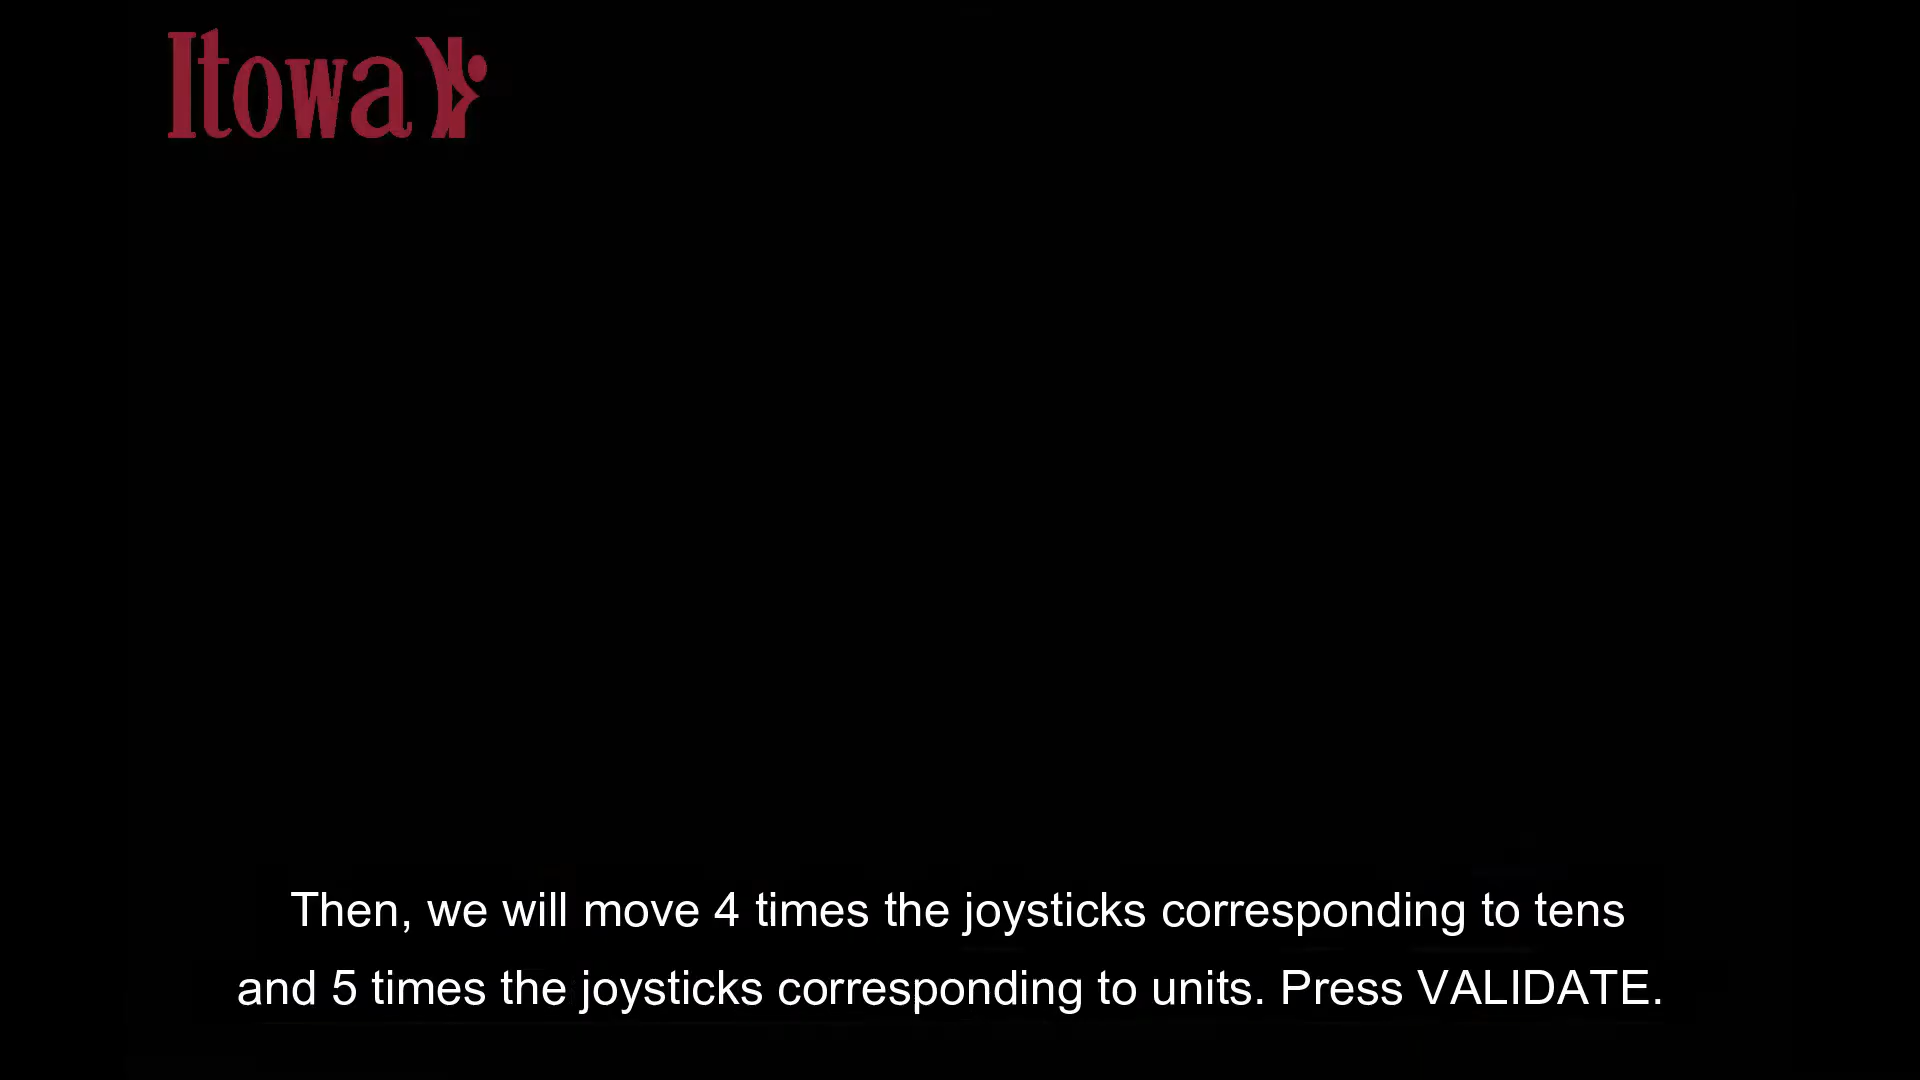 Itowa
Then, we will move 4 times the joysticks corresponding to tens
and 5 times the joysticks corresponding to units. Press VALIDATE.